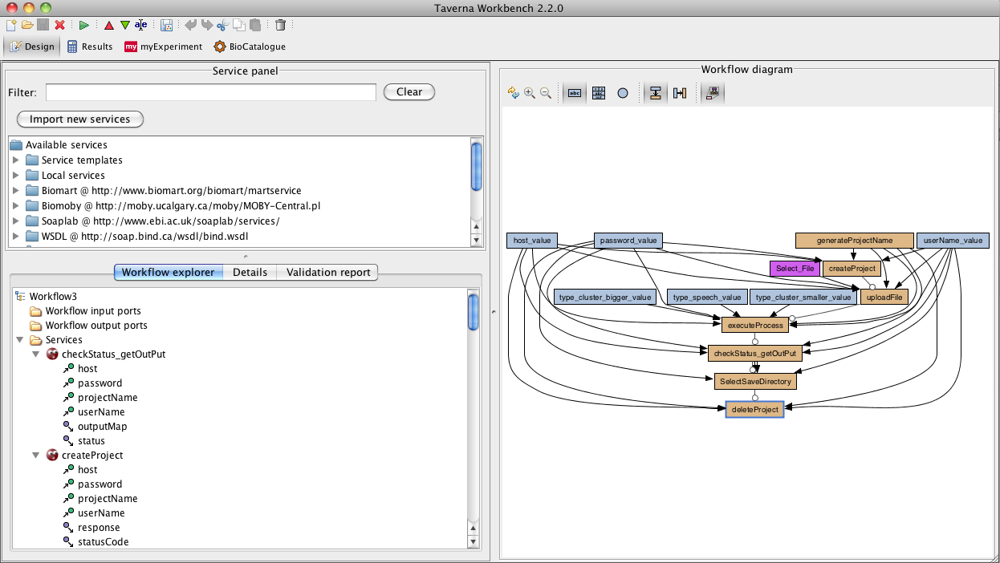 Taverna Workbench 2.2.0
Design Results myExperiment BioCatalogue
Service panel
Filter: Clear
Import new services
Available services
Service templates
Local services
Biomart @ http://www.biomart.org/biomart/martservice
Biomoby @ http://moby.ucalgary.ca/moby/MOBY-Central.pl
Soaplab @ http://www.ebi.ac.uk/soaplab/services/
WSDL @ http://soap.bind.ca/wsdl/bind.wsdl
Workflow explorer Details Validation report
Workflow3
Workflow input ports
Workflow output ports
Services
checkStatus_getOutPut
host
password
projectName
userName
outputMap
status
createProject
host
password
projectName
userName
response
statusCode
Workflow diagram
host_value password_value generateProjectName userName_value
Select_File createProject
type_cluster_bigger_value type_speech_value type_cluster_smaller_value uploadFile
executeProcess
checkStatus_getOutPut
SelectSaveDirectory
deleteProject